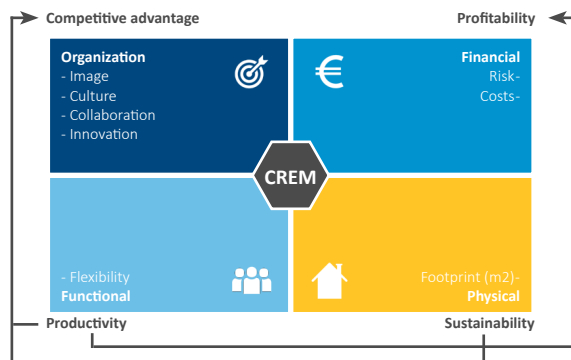 Competitive advantage
Profitability
Organization
- Image
- Culture
- Collaboration
- Innovation
€
Financial
Risk-
Costs-
CREM
- Flexibility
Functional
Footprint (m2)-
Physical
Productivity
Sustainability